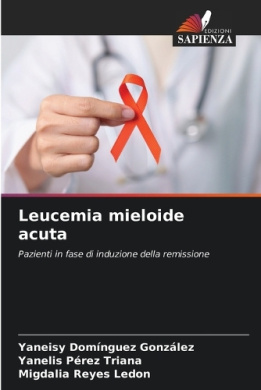 EDIZIONI
SAPIENZA
Leucemia mieloide
acuta
Pazienti in fase di induzione della remissione
Yaneisy Domínguez González
Yanelis Pérez Triana
Migdalia Reyes Ledon